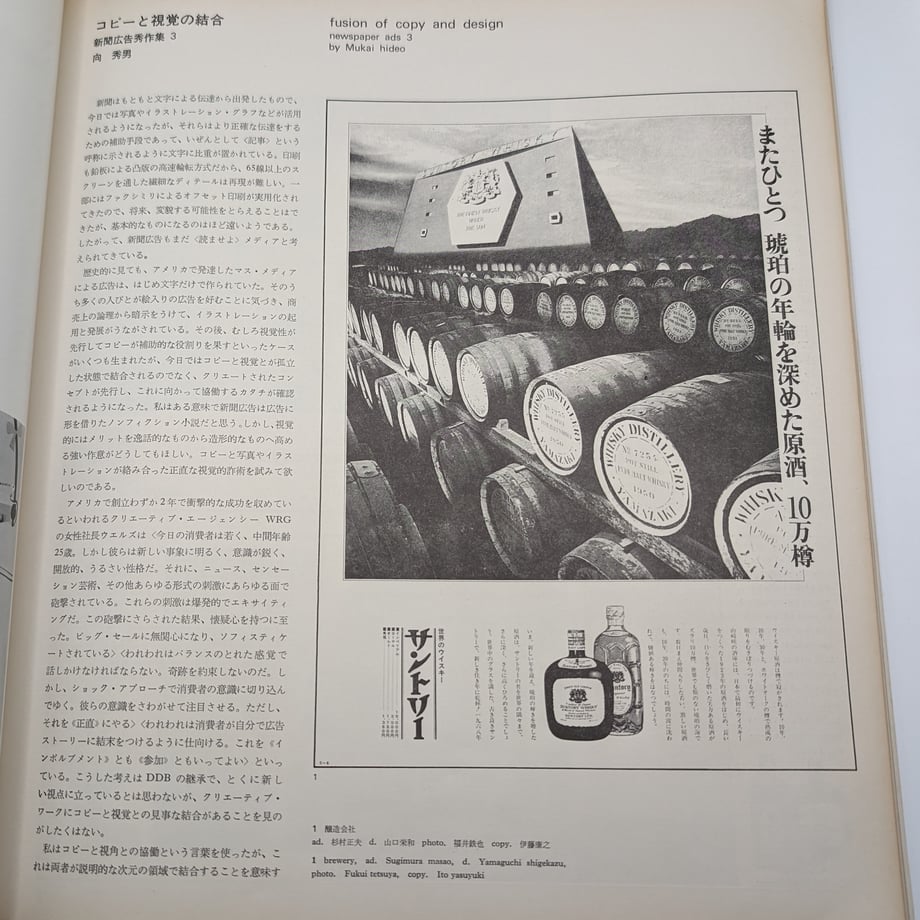 コピーと視覚の結合
新聞広告秀作集 3
向 秀男
fusion of copy and design
newspaper ads 3
by Mukai hideo
新聞はもともと文字による伝達から出発したもので、
今日では写真やイラストレーション・グラフなどが活用
されるようになったが、それらはより正確な伝達をする
ための補助手段であって、いぜんとして〈記事〉という
呼称に示されるように文字に比重が置かれている。印刷
も鉛版による凸版の高速輪転方式だから、65線以上のス
クリーンを通した繊細なディテールは再現が難しい。一
部にはファクシミリによるオフセット印刷が実用化され
てきたので、将来、変貌する可能性をとらえることはで
きたが、基本的なものになるのはほど遠いようである。
したがって、新聞広告もまだ〈読ませよ〉メディアと考
えられてきている。
歴史的に見ても、アメリカで発達したマス・メディア
による広告は、はじめ文字だけで作られていた。そのう
ち多くの人びとが絵入りの広告を好むことに気づき、商
売上の論理から暗示をうけて、イラストレーションの起
用と発展がうながされている。その後、むしろ視覚性が
先行してコピーが補助的な役割りを果すといったケース
がいくつも生まれたが、今日ではコピーと視覚とが孤立
した状態で結合されるのでなく、クリエートされたコン
セプトが先行し、これに向かって協働するカタチが確認
されるようになった。私はある意味で新聞広告は広告に
形を借りたノンフィクション小説だと思う。しかし、視覚
的にはメリットを逸話的なものから造形的なものへ高め
る強い作意がどうしてもほしい。コピーと写真やイラス
トレーションが絡み合った正直な視覚的詐術を試みて欲
しいのである。
アメリカで創立わずか2年で衝撃的な成功を収めてい
るといわれるクリエーティブ・エージェンシー WRG
の女性社長ウエルズは〈今日の消費者は若く、中間年齢
25歳。しかし彼らは新しい事象に明るく、意識が鋭く、
開放的、うるさい性格だ。それに、ニュース、センセー
ション芸術、その他あらゆる形式の刺激にあらゆる面で
砲撃されている。これらの刺激は爆発的でエキサイティ
ングだ。この砲撃にさらされた結果、懐疑心を持つに至
った。ビッグ・セールに無関心になり、ソフィスティケ
ートされている〉〈われわれはバランスのとれた感覚で
話しかけなければならない。奇跡を約束しないのだ。し
かし、ショック・アプローチで消費者の意識に切り込ん
でゆく。彼らの意識をさわがせて注目させる。ただし、
それを《正直》にやる〉〈われわれは消費者が自分で広告
ストーリーに結末をつけるように仕向ける。これを《イ
ンボルブメント》とも《参加》ともいってよい〉といっ
ている。こうした考えは DDB の継承で、とくに新し
い視点に立っているとは思わないが、クリエーティブ・
ワークにコピーと視覚との見事な結合があることを見の
がしたくはない。
私はコピーと視角との協働という言葉を使ったが、こ
れは両者が説明的な次元の領域で結合することを意味す
またひとつ 琥珀の年輪を深めた原酒、10万樽
WHISKY DISTILLERY
No 7255
1950
YAMAZAKI
WHISKY DISTILLERY
No 7254
POT STILL
1950
YAMAZAKI
WHISKY
世界のウイスキー
サントリー
1
1 醸造会社
ad. 杉村正夫 d. 山口栄和 photo. 福井鉄也 copy. 伊藤康之
1 brewery, ad. Sugimura masao, d. Yamaguchi shigekazu,
photo. Fukui tetsuya, copy. Ito yasuyuki